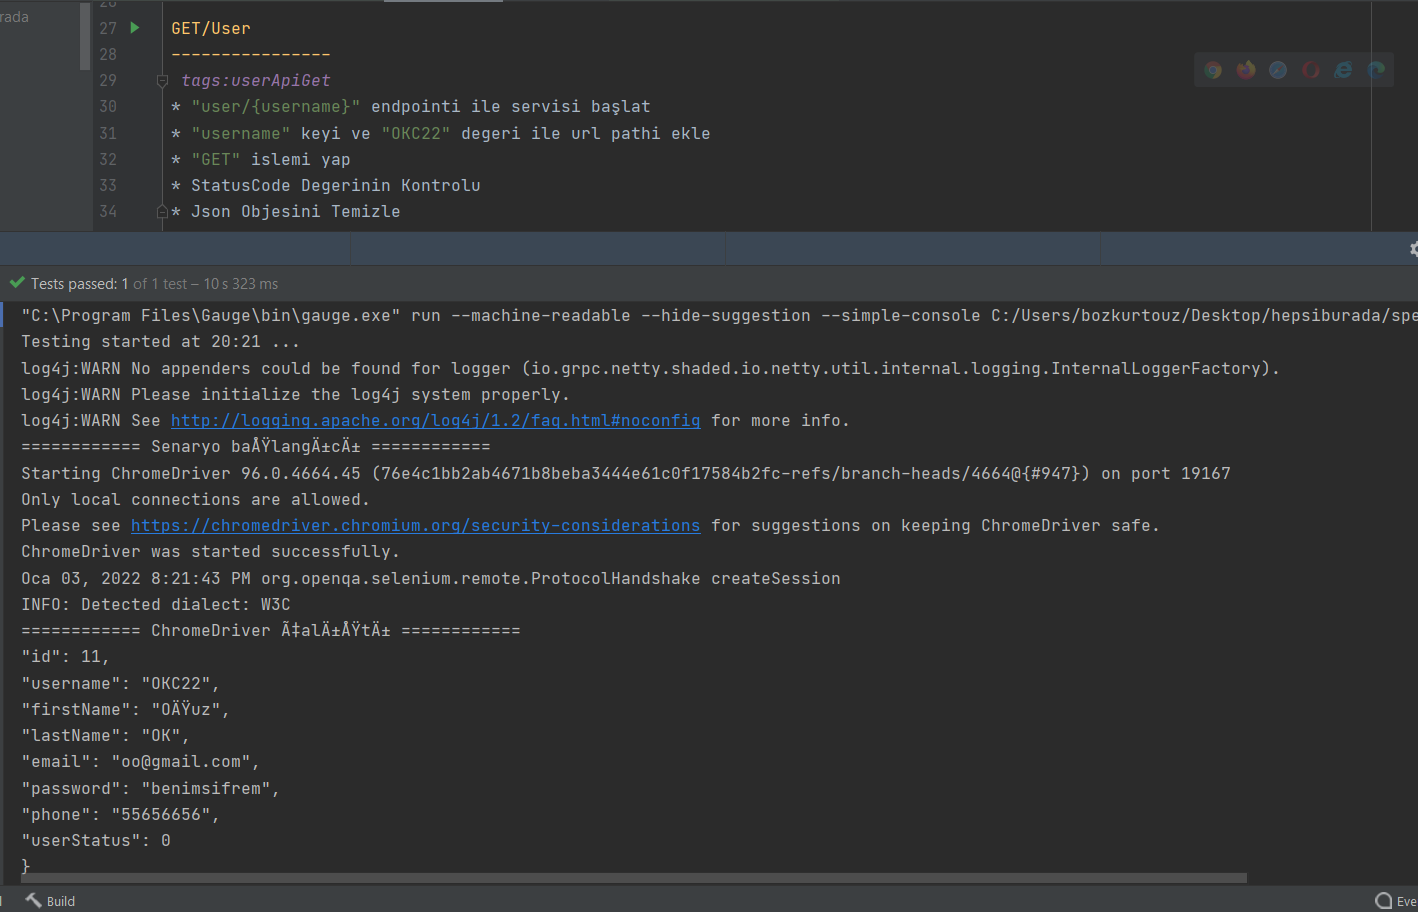 rada
26
27 GET/User
28 ----------------
29 tags:userApiGet
30 * "user/{username}" endpointi ile servisi başlat
31 * "username" keyi ve "OKC22" degeri ile url pathi ekle
32 * "GET" islemi yap
33 * StatusCode Degerinin Kontrolu
34 * Json Objesini Temizle
Tests passed: 1 of 1 test – 10 s 323 ms
"C:\Program Files\Gauge\bin\gauge.exe" run --machine-readable --hide-suggestion --simple-console C:/Users/bozkurtouz/Desktop/hepsiburada/spe
Testing started at 20:21 ...
log4j:WARN No appenders could be found for logger (io.grpc.netty.shaded.io.netty.util.internal.logging.InternalLoggerFactory).
log4j:WARN Please initialize the log4j system properly.
log4j:WARN See http://logging.apache.org/log4j/1.2/faq.html#noconfig for more info.
============ Senaryo baÅŸlangÄ±cÄ± ============
Starting ChromeDriver 96.0.4664.45 (76e4c1bb2ab4671b8beba3444e61c0f17584b2fc-refs/branch-heads/4664@{#947}) on port 19167
Only local connections are allowed.
Please see https://chromedriver.chromium.org/security-considerations for suggestions on keeping ChromeDriver safe.
ChromeDriver was started successfully.
Oca 03, 2022 8:21:43 PM org.openqa.selenium.remote.ProtocolHandshake createSession
INFO: Detected dialect: W3C
============ ChromeDriver Ã‡alÄ±ÅŸtÄ± ============
"id": 11,
"username": "OKC22",
"firstName": "OÄŸuz",
"lastName": "OK",
"email": "oo@gmail.com",
"password": "benimsifrem",
"phone": "55656656",
"userStatus": 0
}
Build
Eve